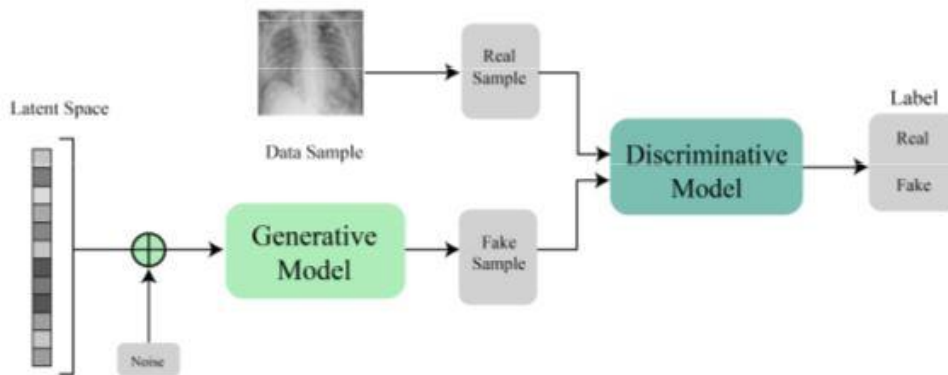 Latent Space
Data Sample
Real
Sample
Generative
Model
Noise
Fake
Sample
Discriminative
Model
Label
Real
Fake